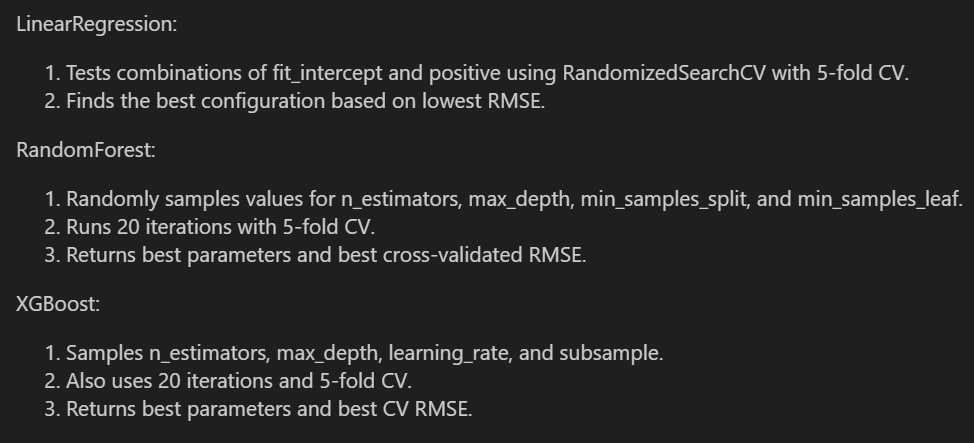 LinearRegression:
1. Tests combinations of fit_intercept and positive using RandomizedSearchCV with 5-fold CV.
2. Finds the best configuration based on lowest RMSE.
RandomForest:
1. Randomly samples values for n_estimators, max_depth, min_samples_split, and min_samples_leaf.
2. Runs 20 iterations with 5-fold CV.
3. Returns best parameters and best cross-validated RMSE.
XGBoost:
1. Samples n_estimators, max_depth, learning_rate, and subsample.
2. Also uses 20 iterations and 5-fold CV.
3. Returns best parameters and best CV RMSE.